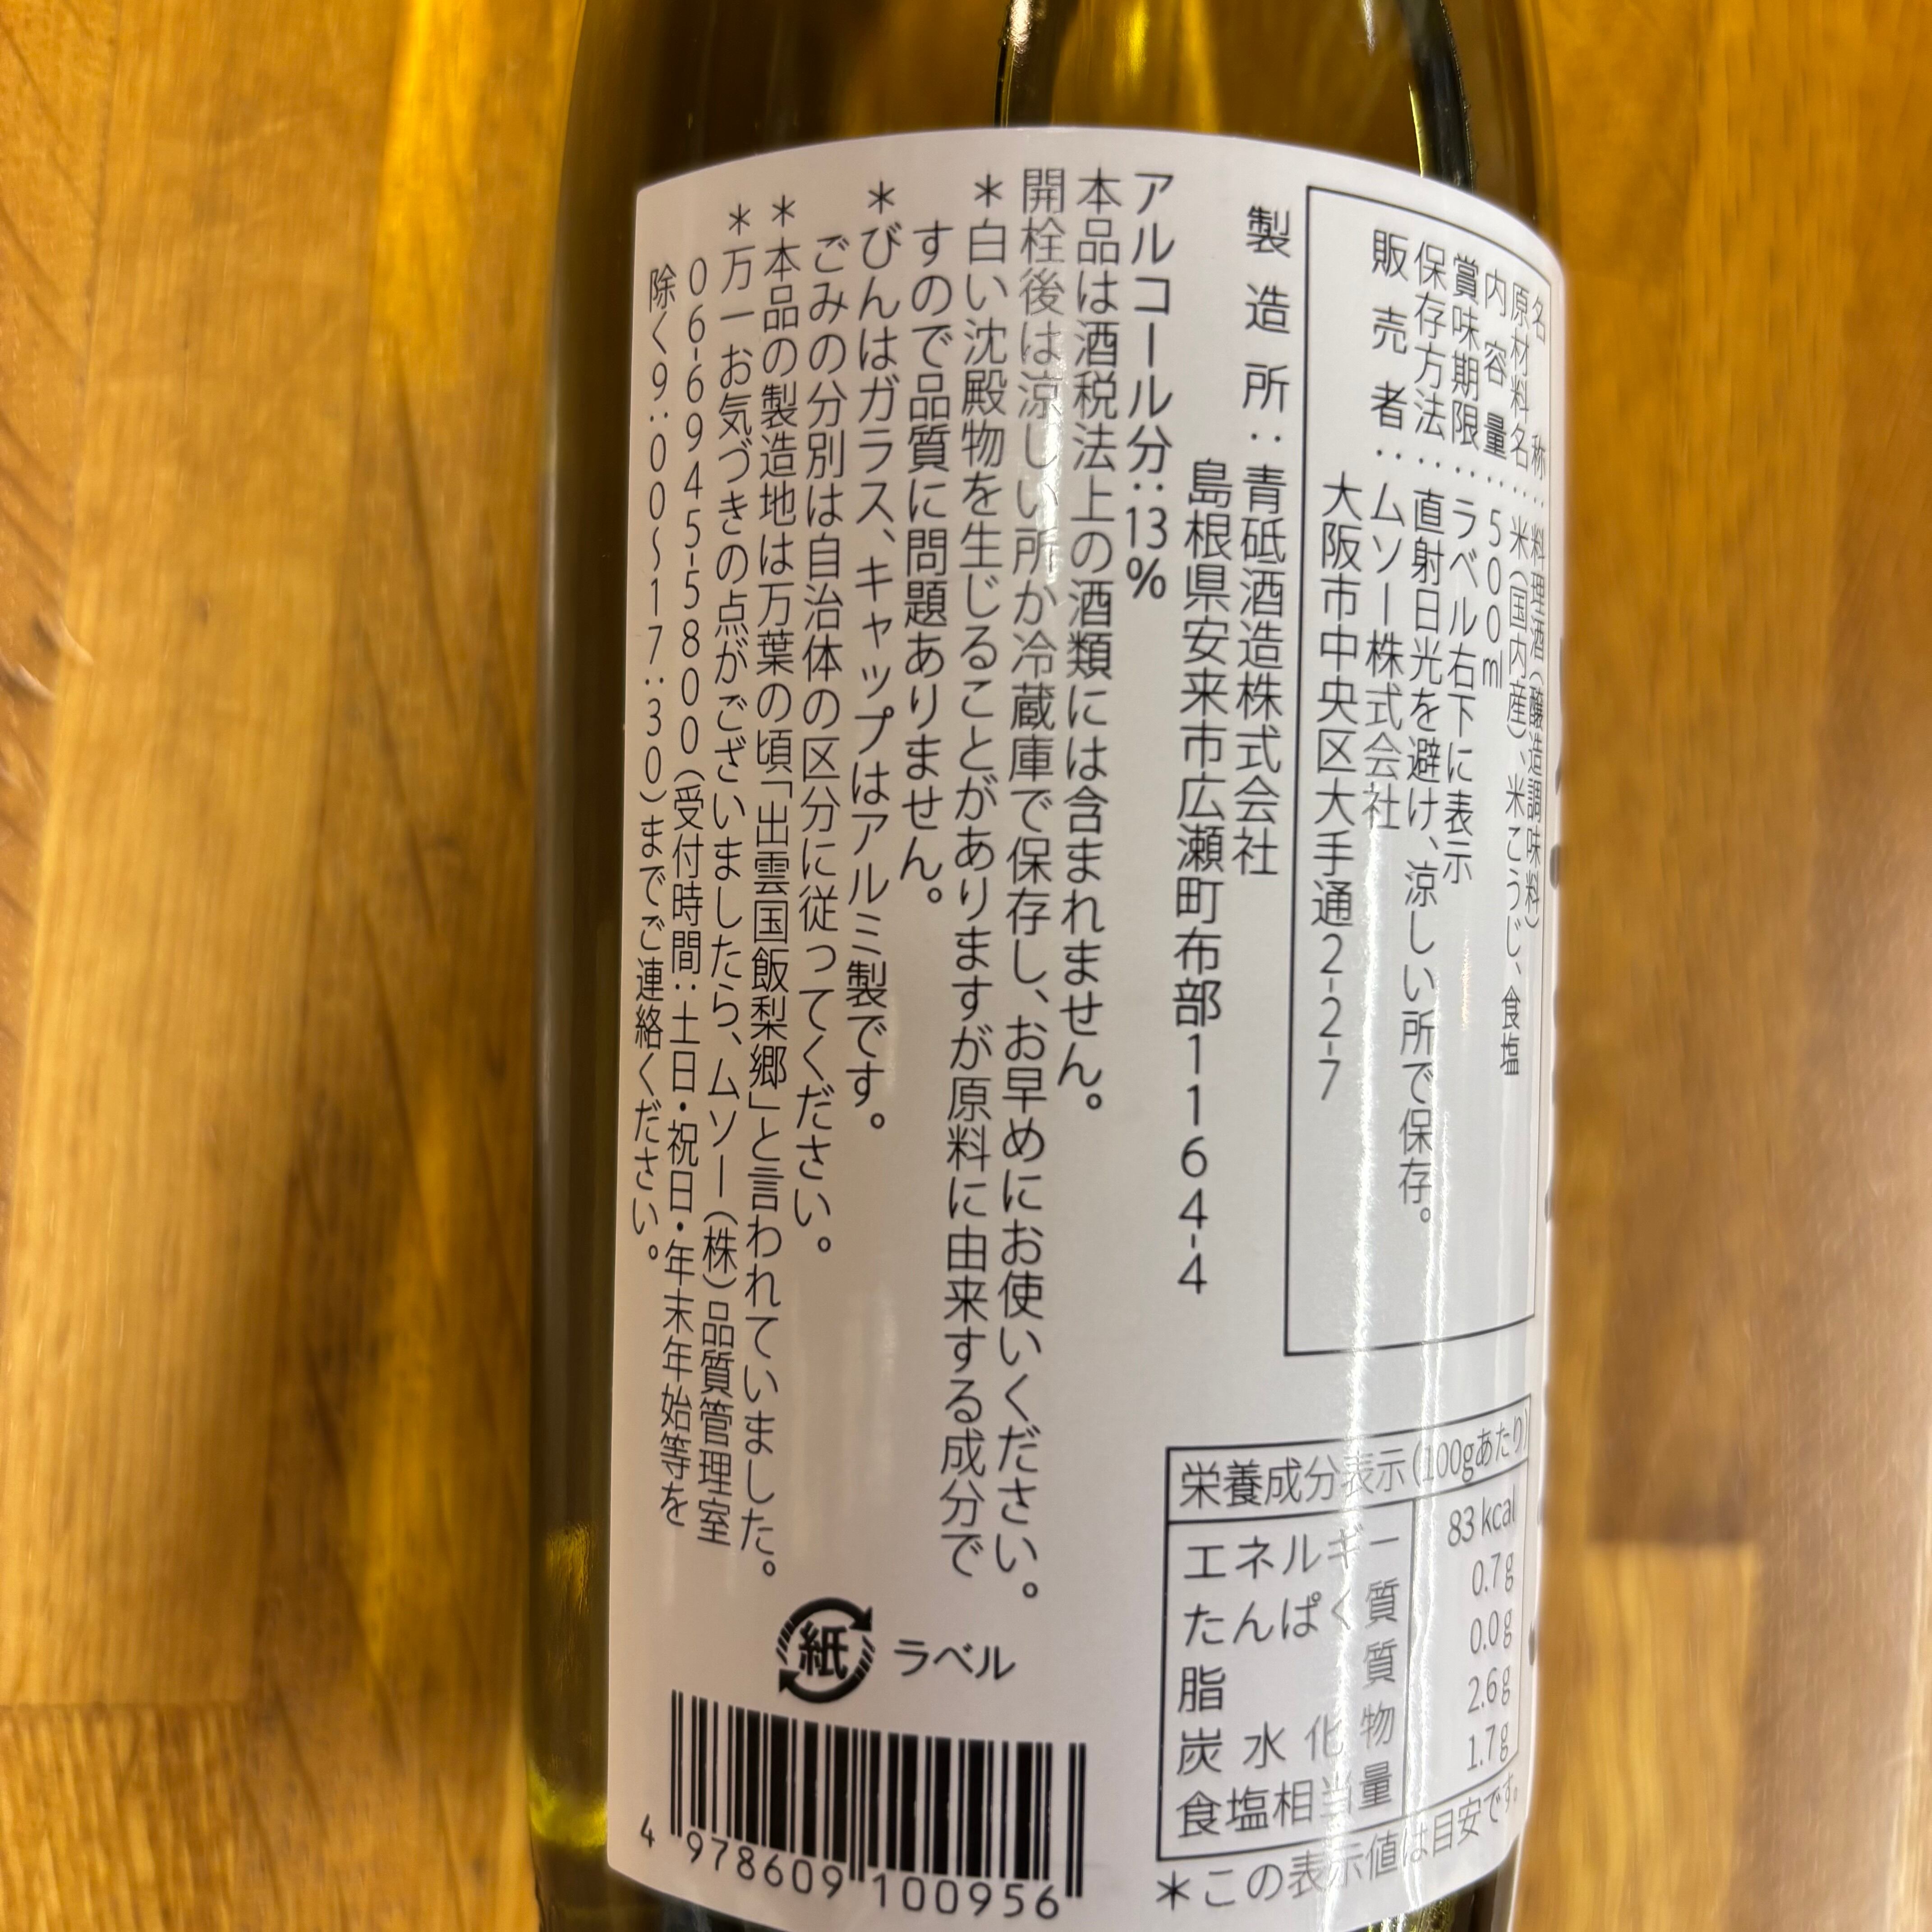 名称：料理酒（醸造調味料）
原材料名：米（国内産）、米こうじ、食塩
内容量：500ml
賞味期限：ラベル右下に表示
保存方法：直射日光を避け、涼しい所で保存。
販売者：ムソー株式会社
大阪市中央区大手通2-2-7
製造所：青砥酒造株式会社
島根県安来市広瀬町布部1164-4
アルコール分：13%
本品は酒税法上の酒類には含まれません。
開栓後は涼しい所か冷蔵庫で保存し、お早めにお使いください。
＊白い沈殿物を生じることがありますが原料に由来する成分で
すので品質に問題ありません。
＊びんはガラス、キャップはアルミ製です。
ごみの分別は自治体の区分に従ってください。
＊本品の製造地は万葉の頃「出雲国飯梨郷」と言われていました。
＊万一お気づきの点がございましたら、ムソー（株）品質管理室
06-6945-5800（受付時間：土日・祝日・年末年始等を
除く9：00〜17：30）までご連絡ください。
栄養成分表示（100gあたり）
エネルギー 83kcal
たんぱく質 0.7g
脂質 0.0g
炭水化物 2.6g
食塩相当量 1.7g
＊この表示値は目安です。
紙 ラベル
4 978609 100956